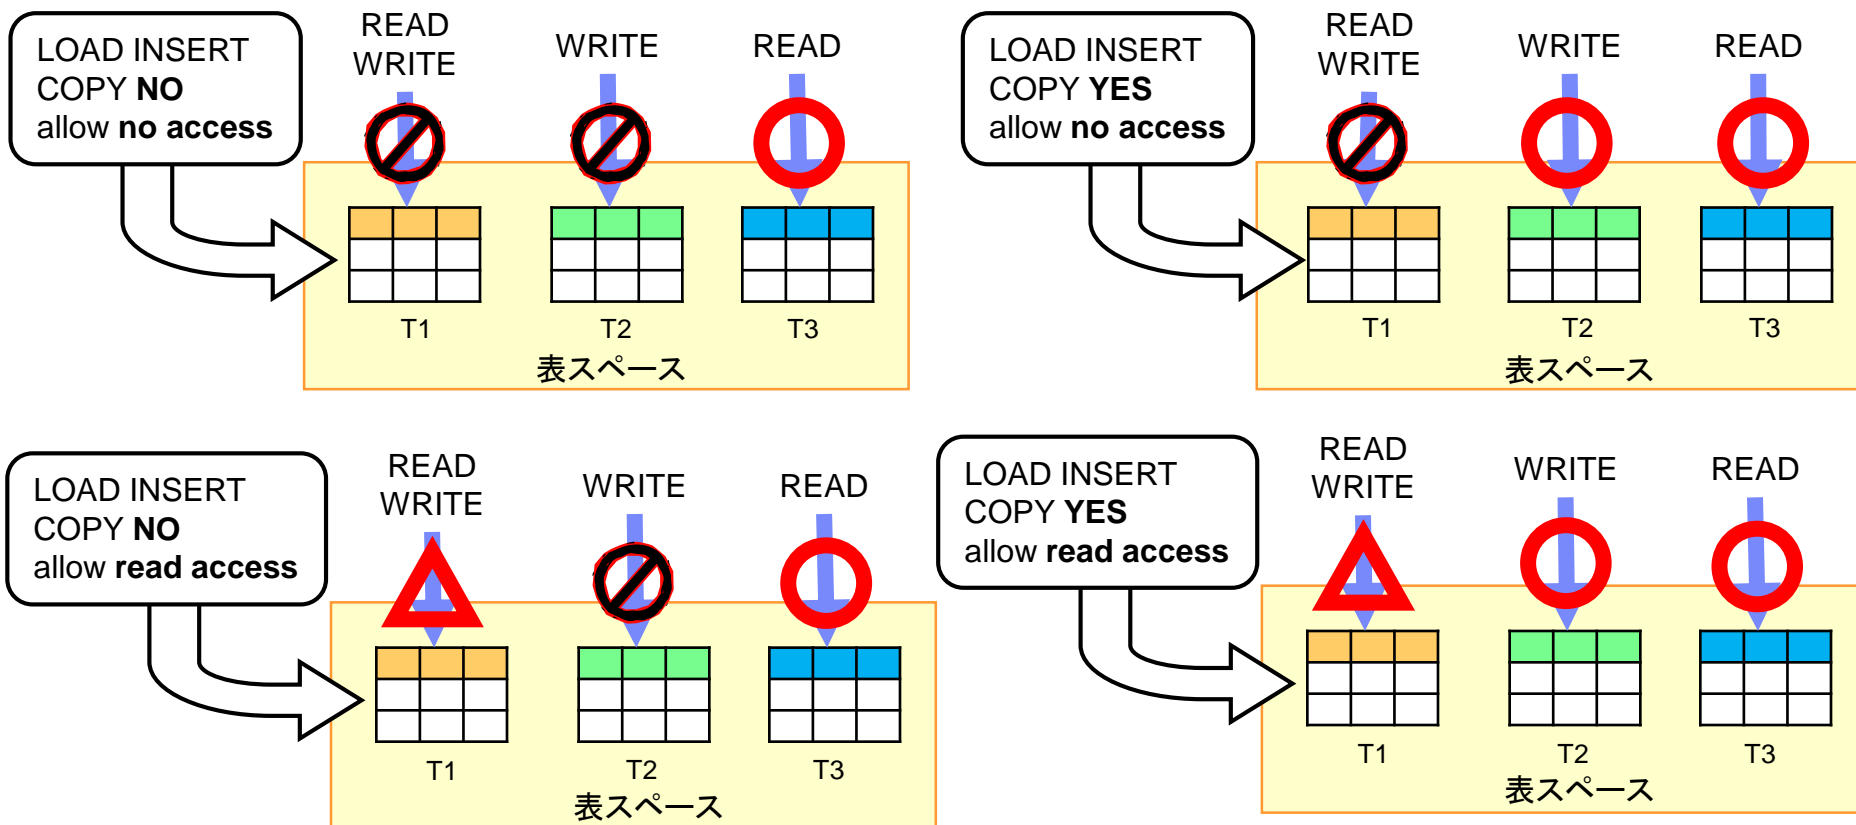 LOAD INSERT
COPY NO
allow no access
READ
WRITE
WRITE
READ
T1
T2
T3
表スペース
LOAD INSERT
COPY YES
allow no access
READ
WRITE
WRITE
READ
T1
T2
T3
表スペース
LOAD INSERT
COPY NO
allow read access
READ
WRITE
WRITE
READ
T1
T2
T3
表スペース
LOAD INSERT
COPY YES
allow read access
READ
WRITE
WRITE
READ
T1
T2
T3
表スペース